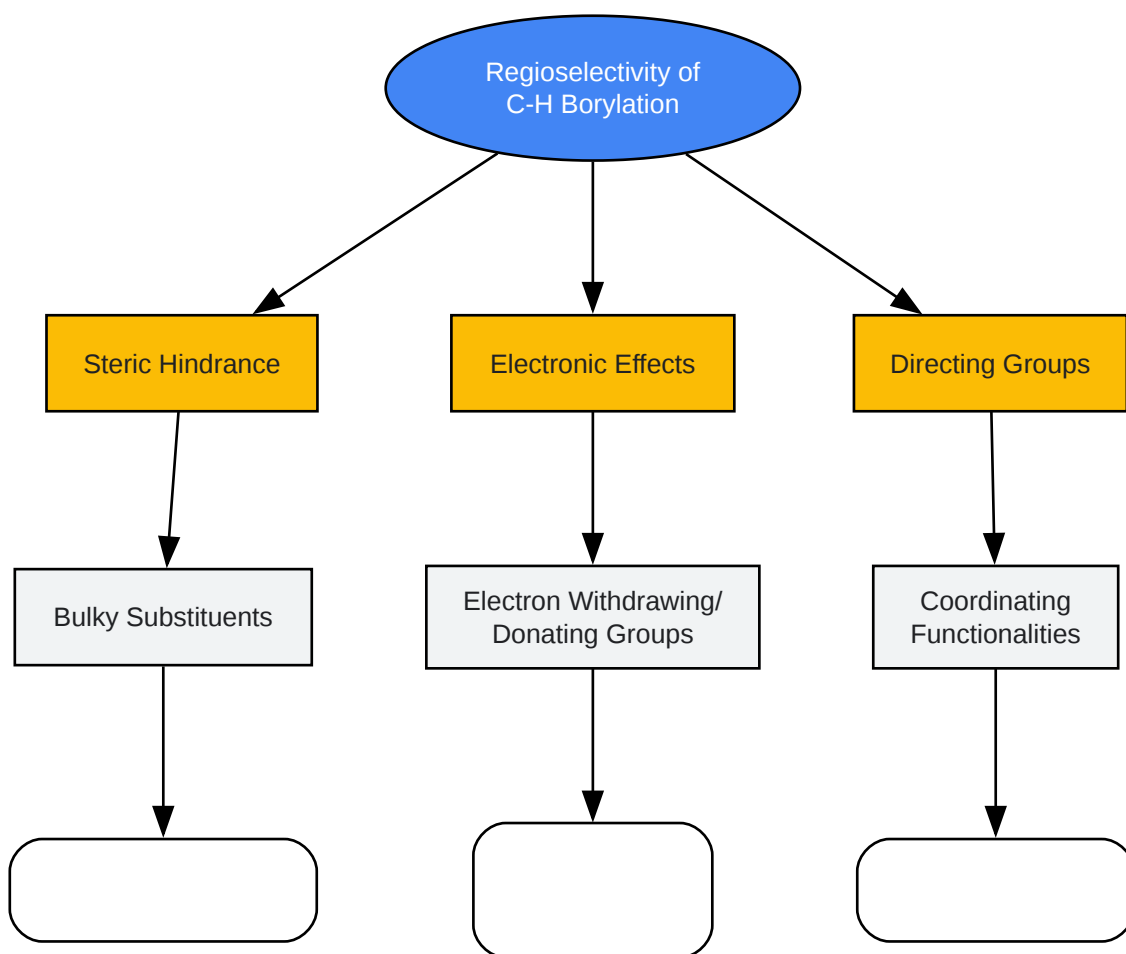 Regioselectivity of
C-H Borylation
Steric Hindrance
Electronic Effects
Directing Groups
Bulky Substituents
Electron Withdrawing/
Donating Groups
Coordinating
Functionalities